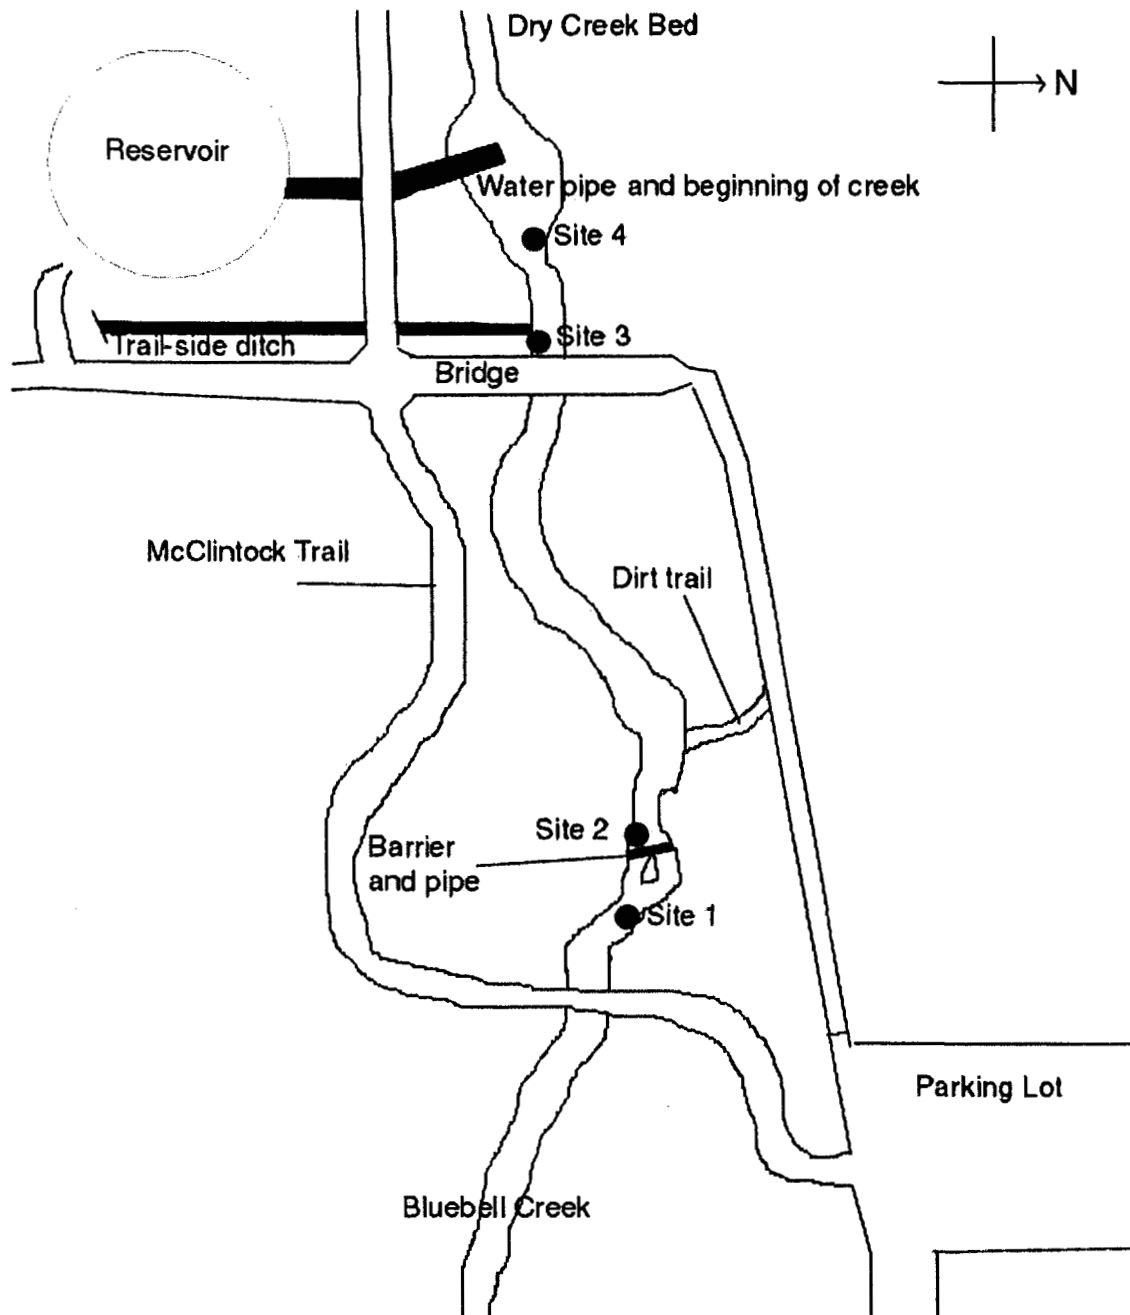 Dry Creek Bed
N
Reservoir
Water pipe and beginning of creek
Site 4
Site 3
Trail-side ditch
Bridge
McClintock Trail
Dirt trail
Site 2
Barrier
and pipe
Site 1
Parking Lot
Bluebell Creek